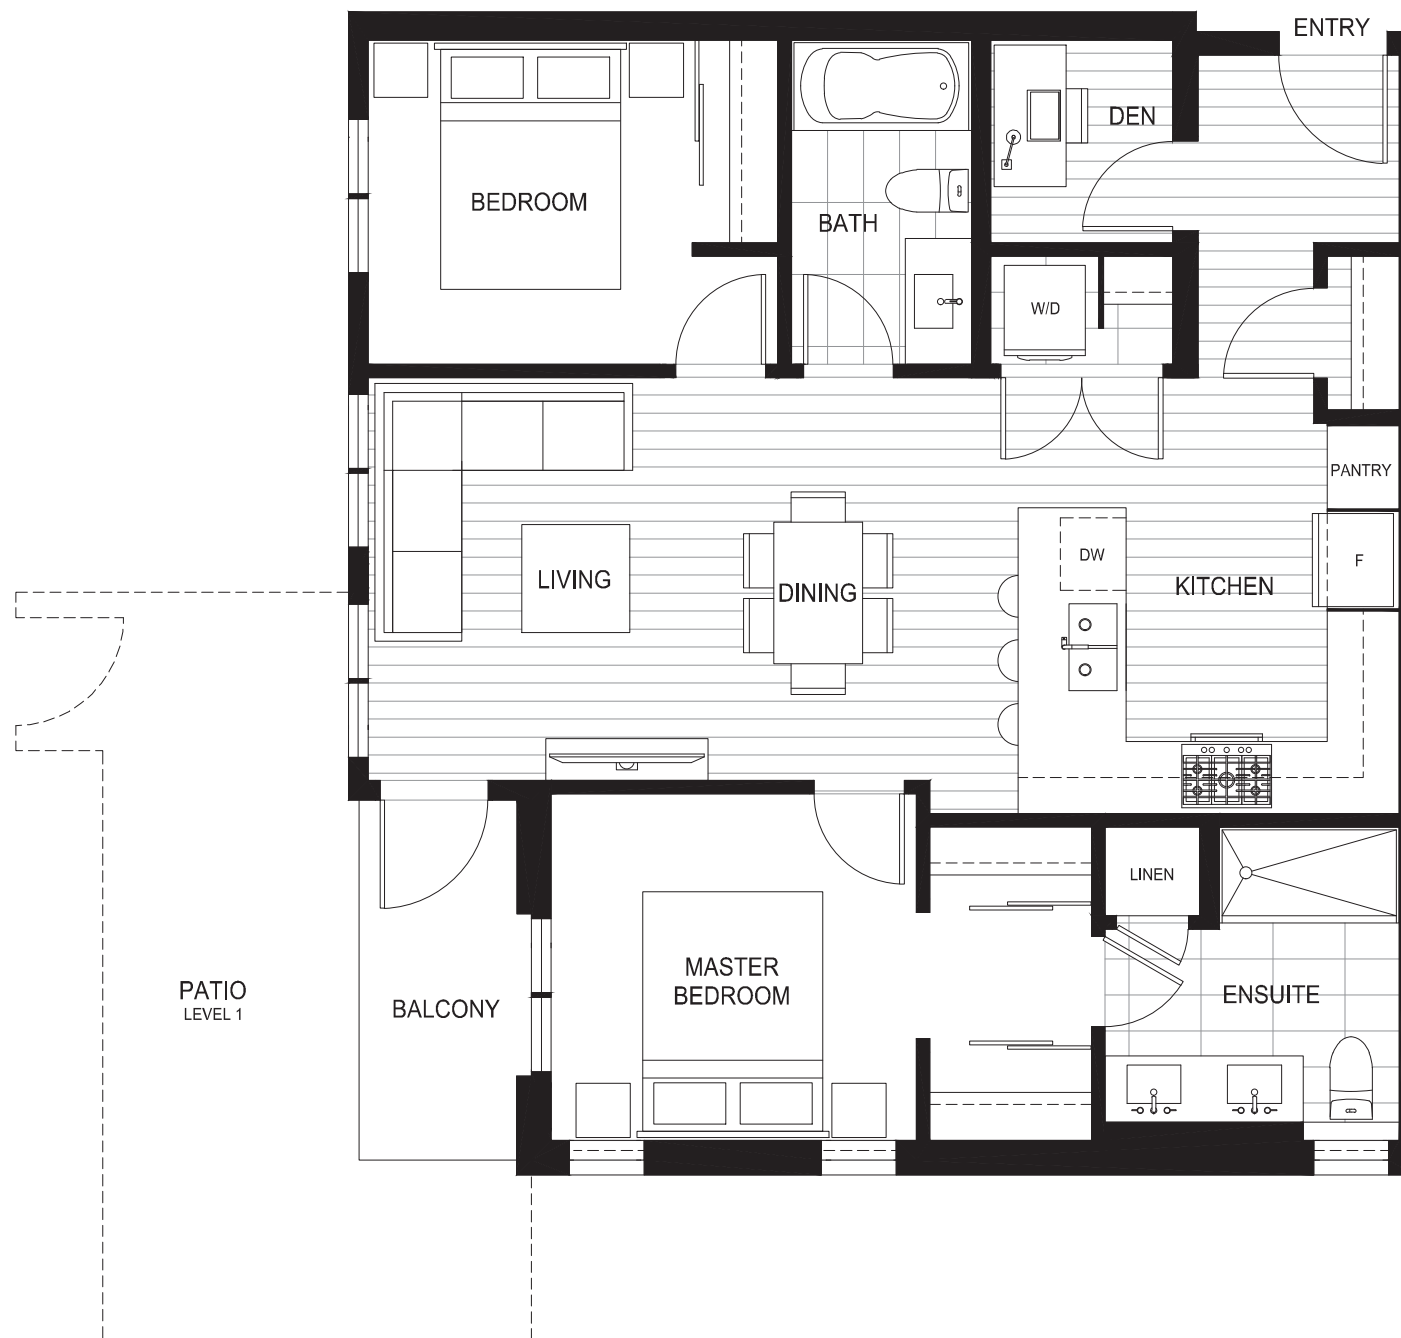 ENTRY
DEN
BEDROOM
BATH
W/D
PANTRY
DW
F
LIVING
DINING
KITCHEN
LINEN
MASTER
BEDROOM
PATIO
LEVEL 1
BALCONY
ENSUITE